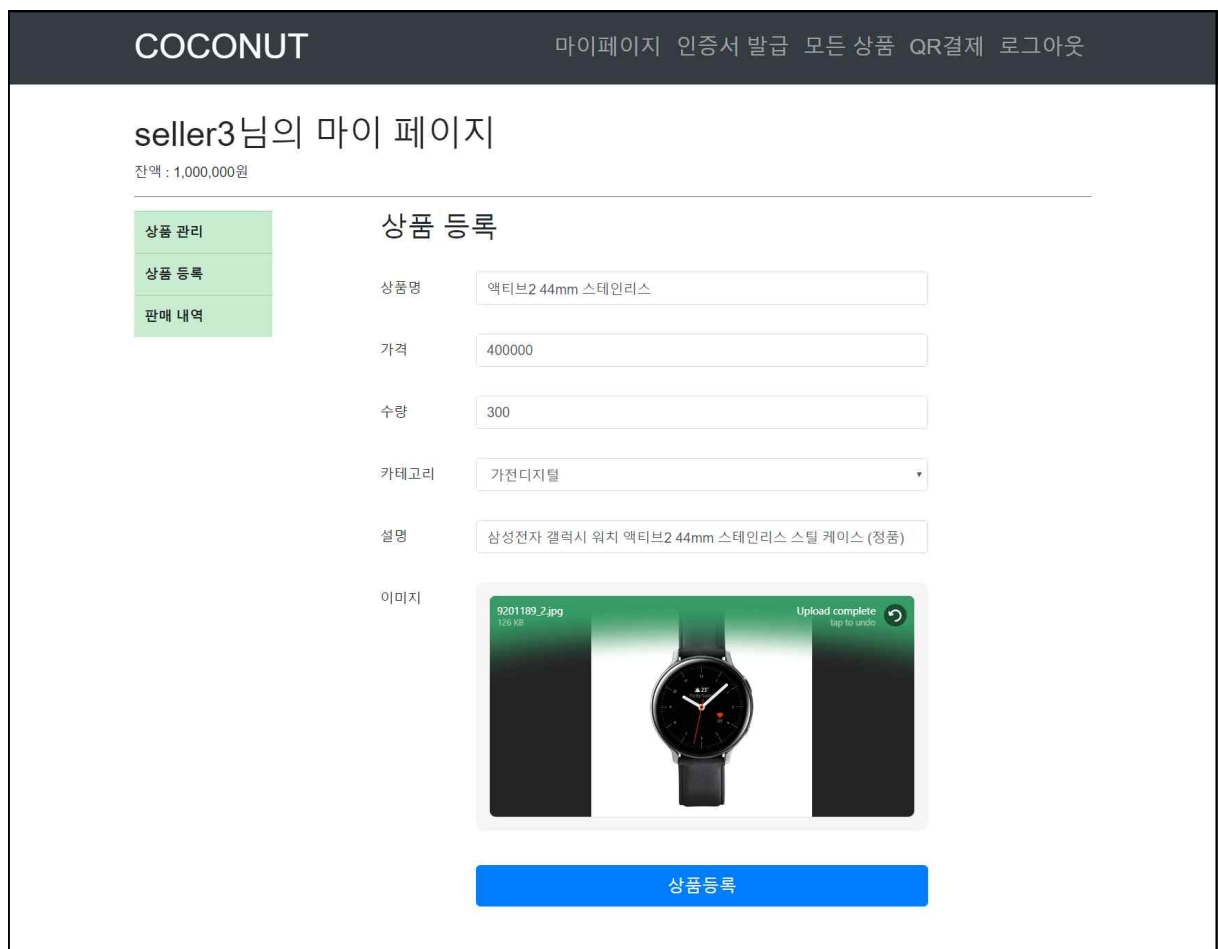 COCONUT
마이페이지 인증서 발급 모든 상품 QR결제 로그아웃
seller3님의 마이 페이지
잔액 : 1,000,000원
상품 관리
상품 등록
판매 내역
상품 등록
상품명 액티브2 44mm 스테인리스
가격 400000
수량 300
카테고리 가전디지털
설명 삼성전자 갤럭시 워치 액티브2 44mm 스테인리스 스틸 케이스 (정품)
이미지
9201189_2.jpg
126 KB
Upload complete
tap to undo
상품등록